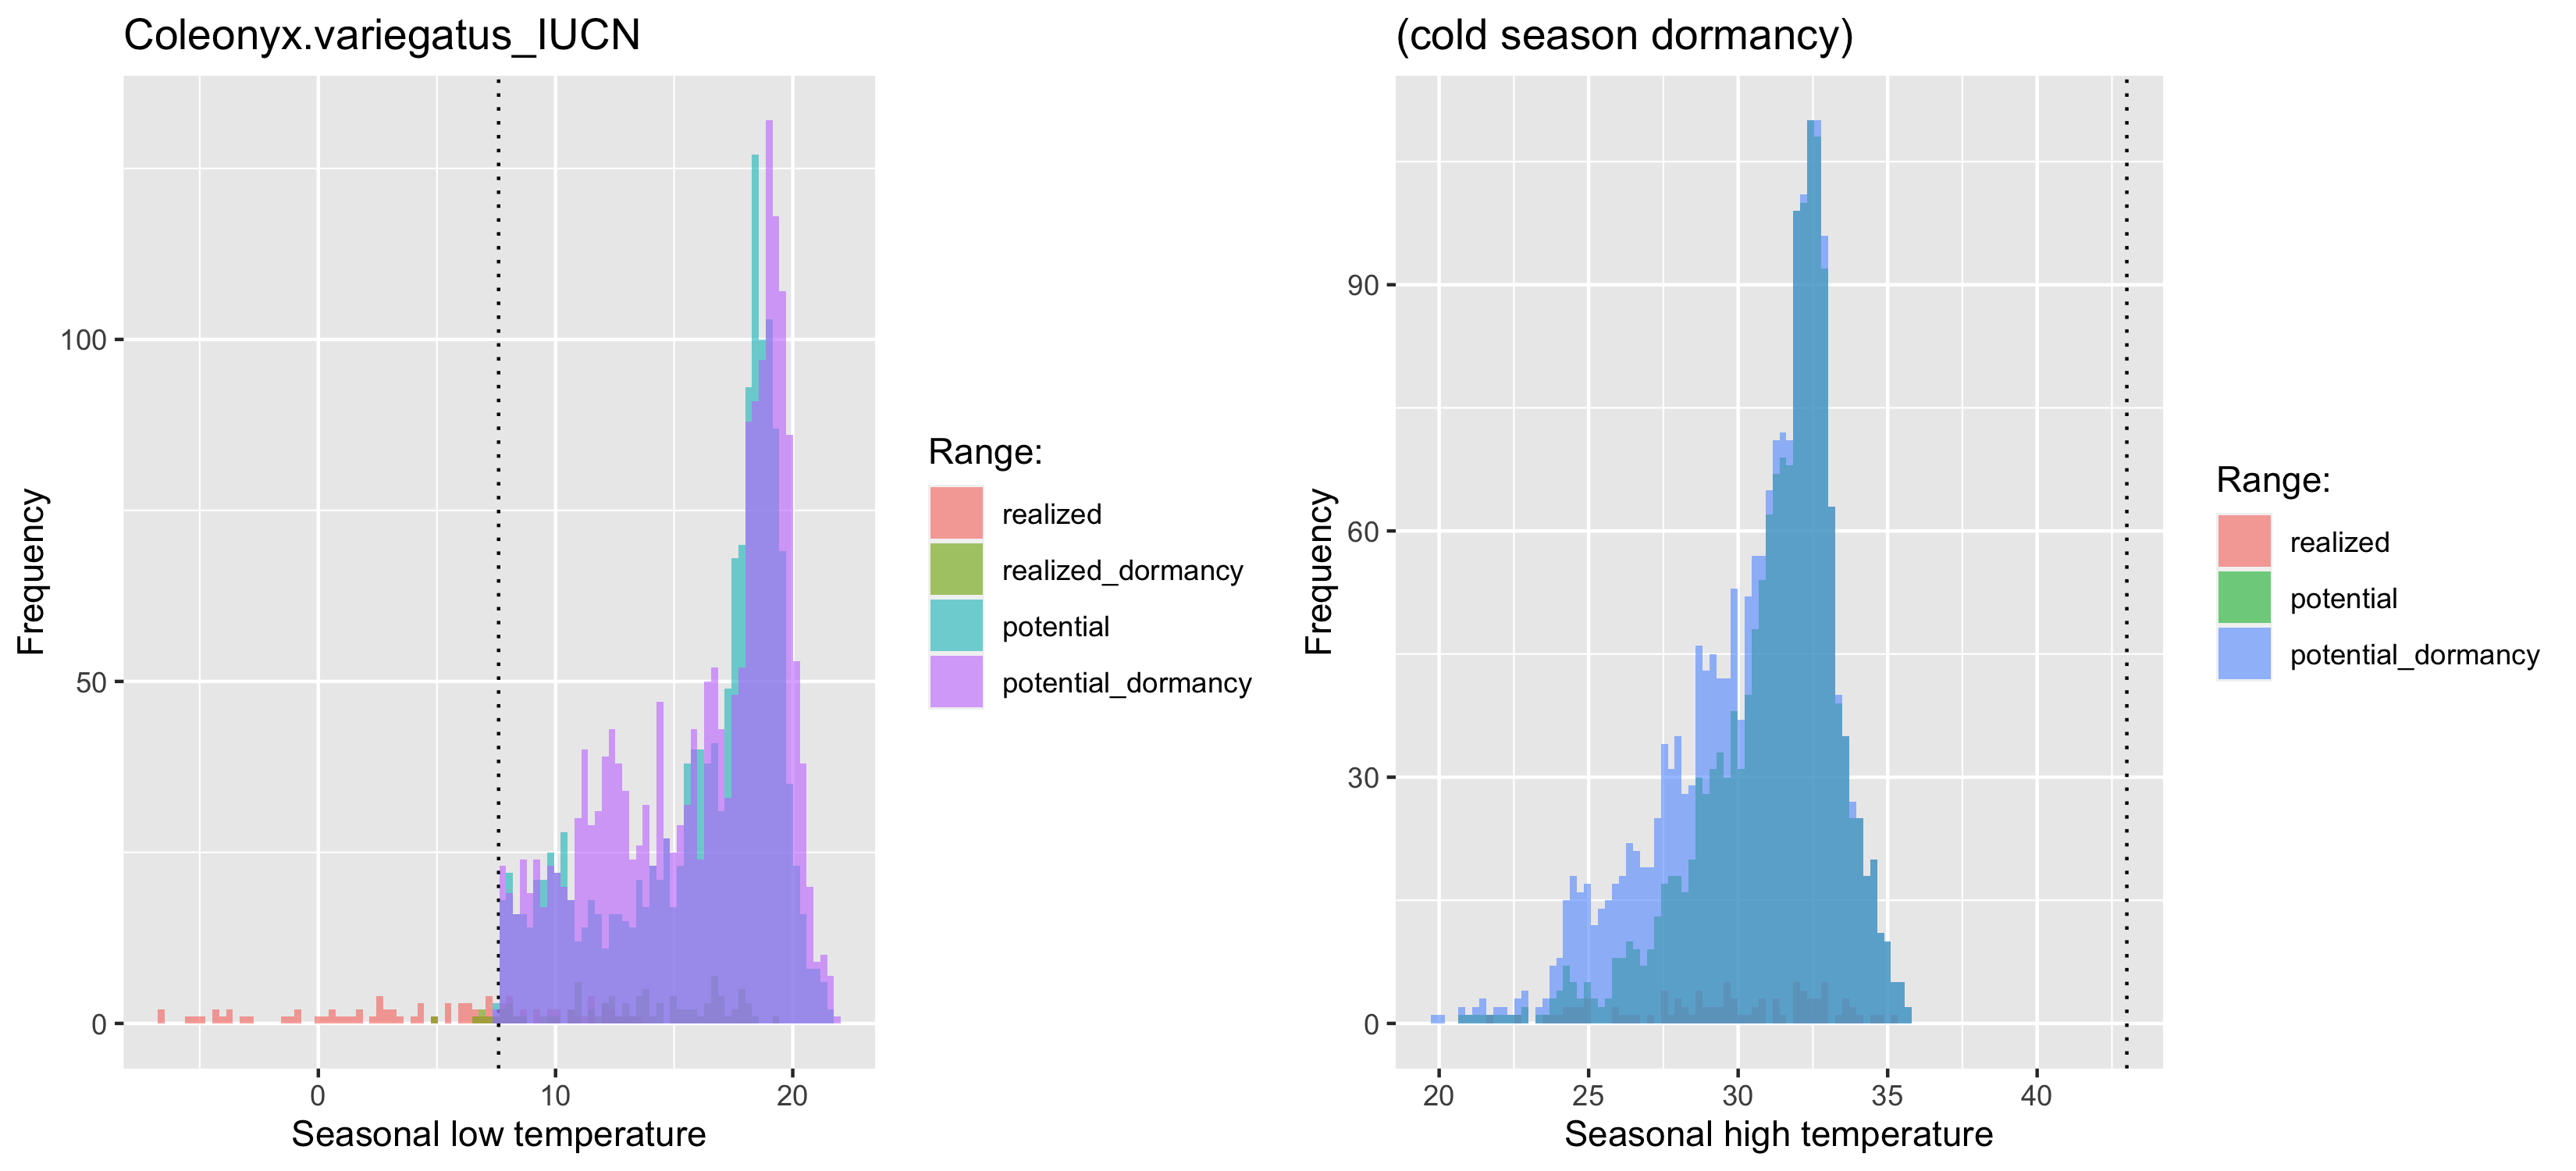 Coleonyx.variegatus_IUCN
Frequency
100
50
0
0
10
20
Seasonal low temperature
Range:
realized
realized_dormancy
potential
potential_dormancy
(cold season dormancy)
Frequency
90
60
30
0
20
25
30
35
40
Seasonal high temperature
Range:
realized
potential
potential_dormancy